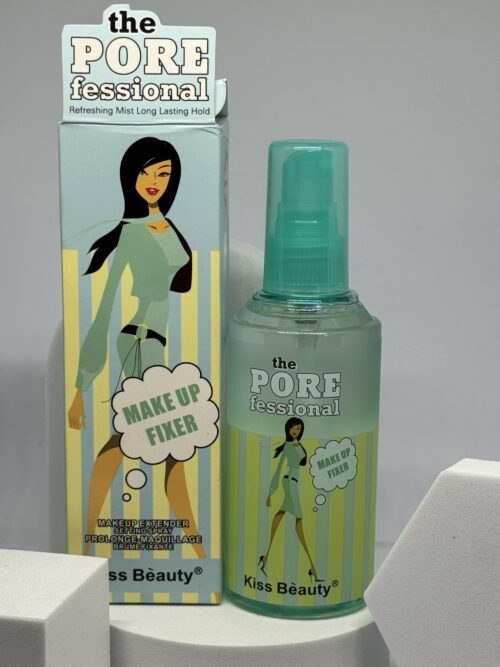 the
PORE
fessional
Refreshing Mist Long Lasting Hold
MAKE UP
FIXER
MAKEUP EXTENDER
SETTING SPRAY
PROLONGE MAQUILLAGE
BRUME FIXANTE
ss Bèauty®
the
PORE
fessional
MAKE UP
FIXER
Kiss Bèauty®